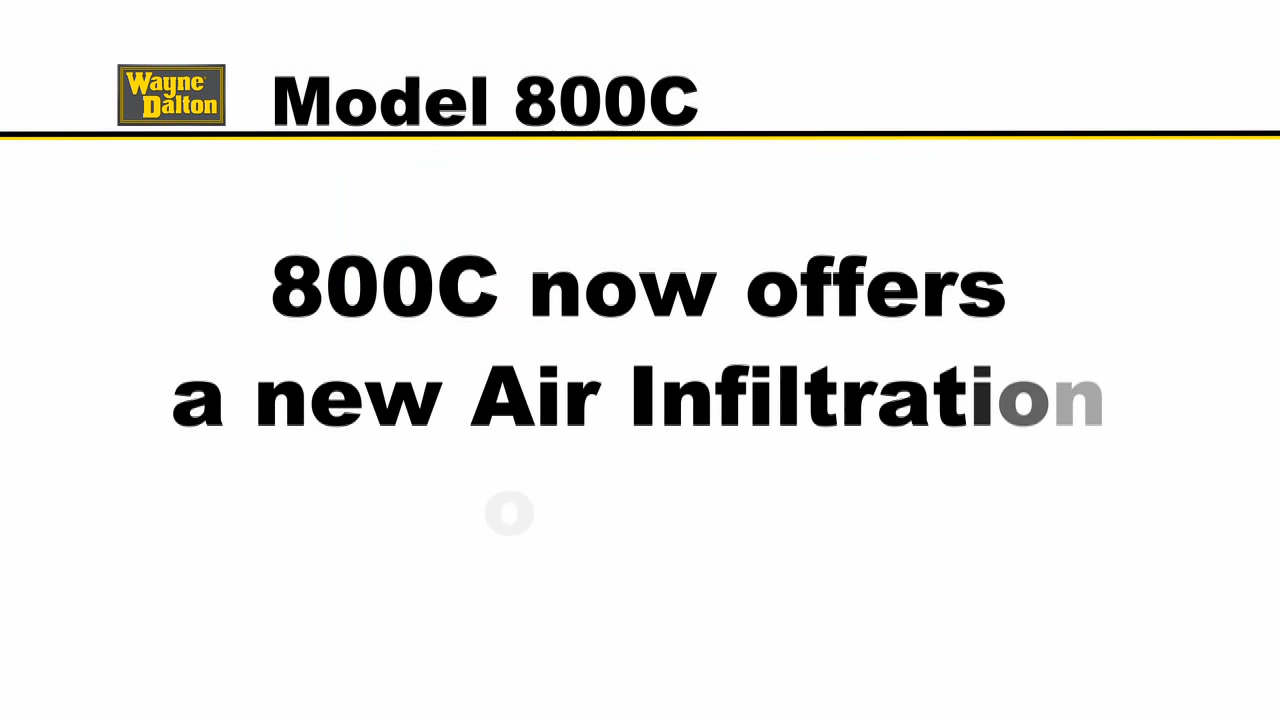 Wayne
Dalton
Model 800C
800C now offers
a new Air Infiltration
o